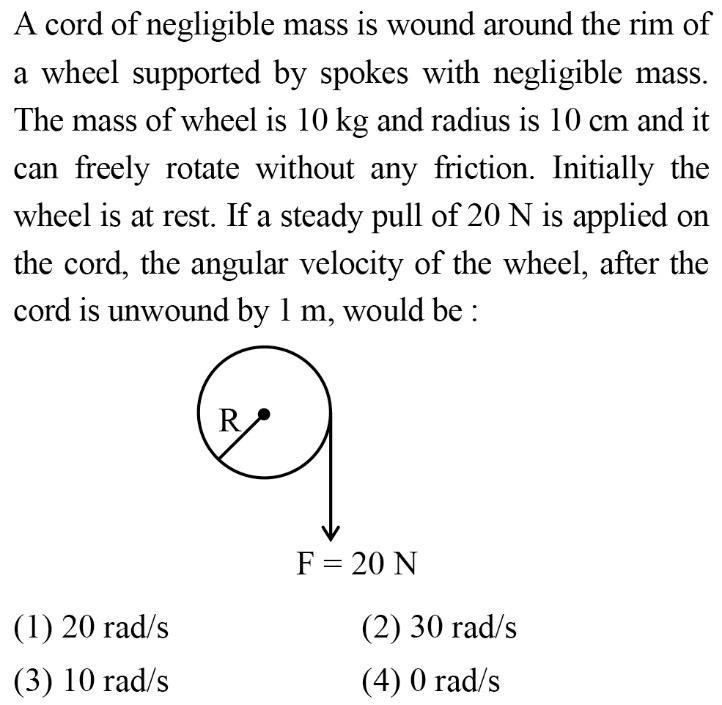 A cord of negligible mass is wound around the rim of
a wheel supported by spokes with negligible mass.
The mass of wheel is 10 kg and radius is 10 cm and it
can freely rotate without any friction. Initially the
wheel is at rest. If a steady pull of 20 N is applied on
the cord, the angular velocity of the wheel, after the
cord is unwound by 1 m, would be :
R
F = 20 N
(1) 20 rad/s (2) 30 rad/s
(3) 10 rad/s (4) 0 rad/s